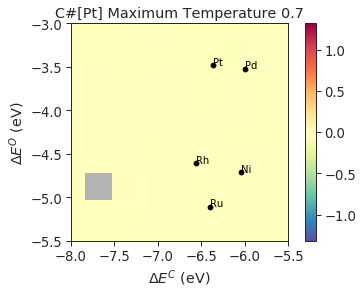 C#[Pt] Maximum Temperature 0.7
−3.0
−3.5
−4.0
−4.5
−5.0
−5.5
ΔE^O (eV)
Pt
Pd
Rh
Ni
Ru
−8.0 −7.5 −7.0 −6.5 −6.0 −5.5
ΔE^C (eV)
1.0
0.5
0.0
−0.5
−1.0